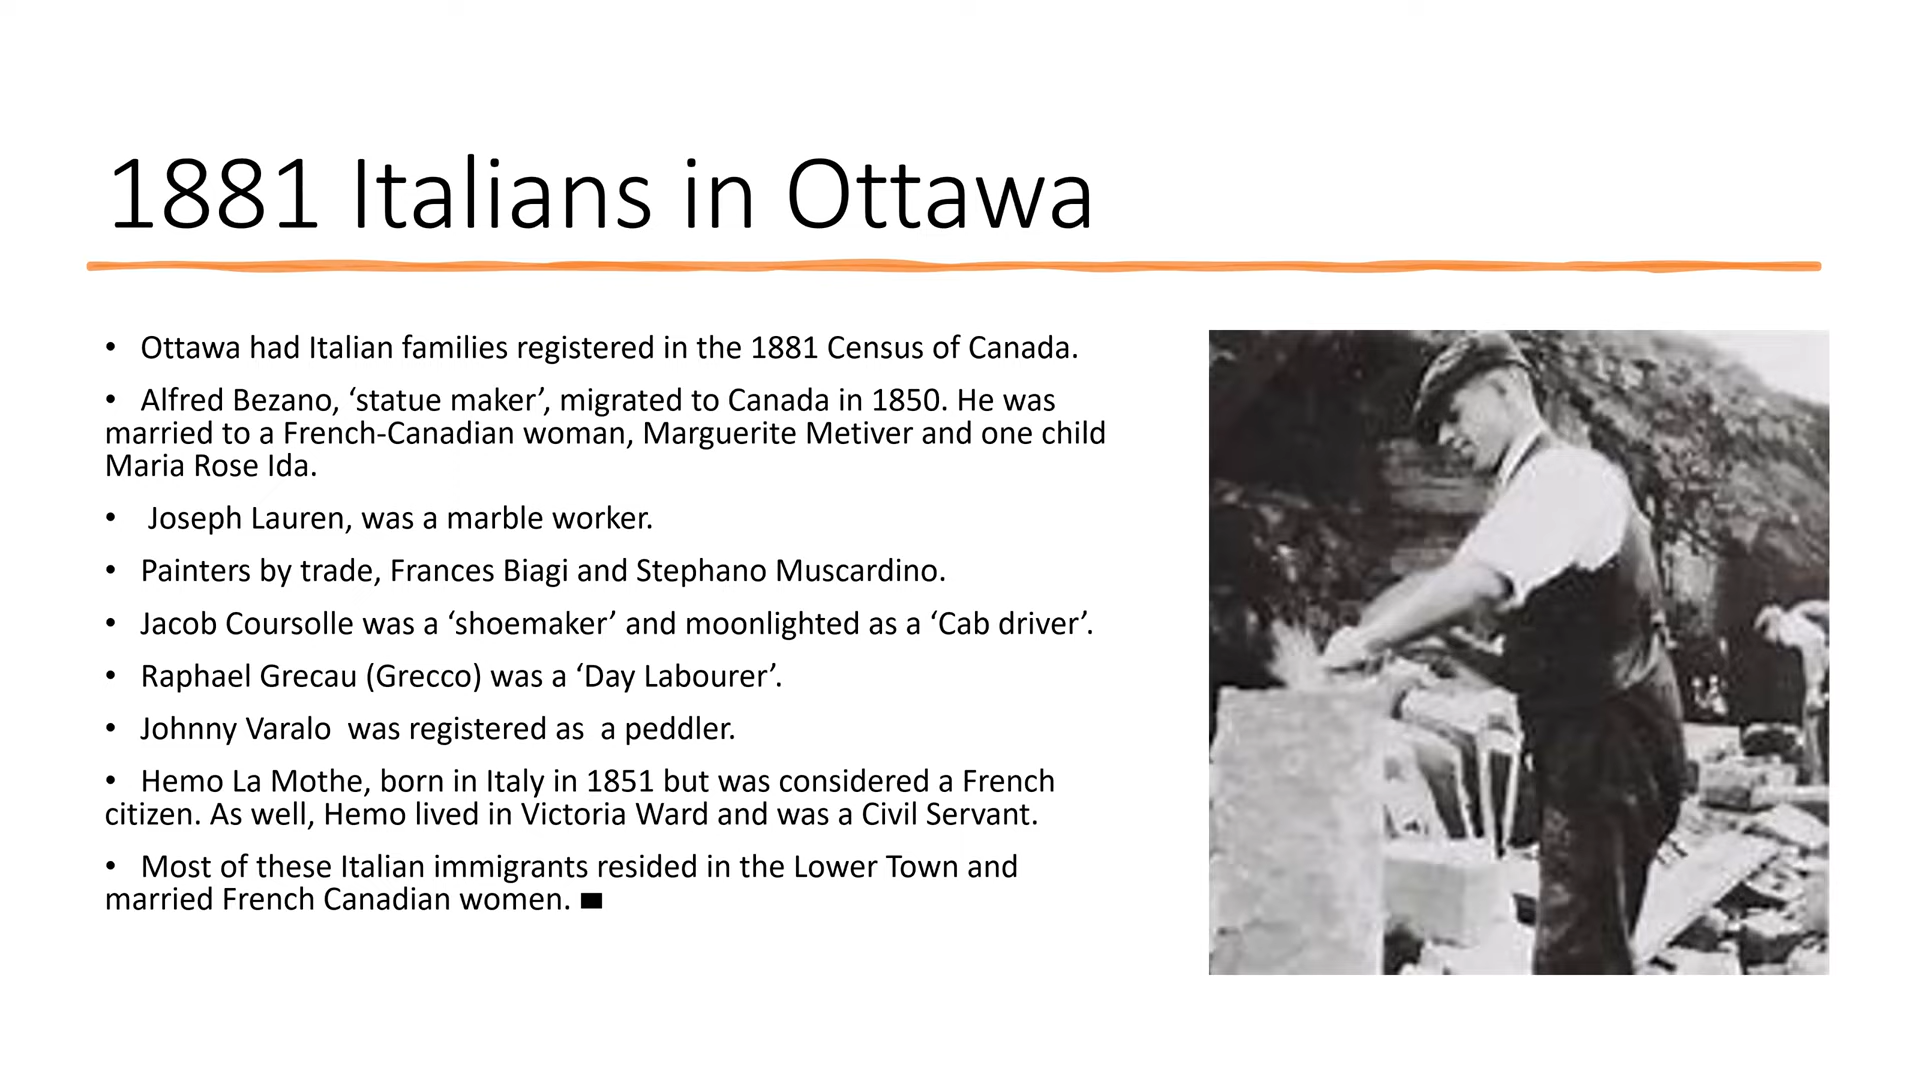 1881 Italians in Ottawa
• Ottawa had Italian families registered in the 1881 Census of Canada.
• Alfred Bezano, ‘statue maker’, migrated to Canada in 1850. He was
married to a French-Canadian woman, Marguerite Metiver and one child
Maria Rose Ida.
• Joseph Lauren, was a marble worker.
• Painters by trade, Frances Biagi and Stephano Muscardino.
• Jacob Coursolle was a ‘shoemaker’ and moonlighted as a ‘Cab driver’.
• Raphael Grecau (Grecco) was a ‘Day Labourer’.
• Johnny Varalo was registered as a peddler.
• Hemo La Mothe, born in Italy in 1851 but was considered a French
citizen. As well, Hemo lived in Victoria Ward and was a Civil Servant.
• Most of these Italian immigrants resided in the Lower Town and
married French Canadian women. ■